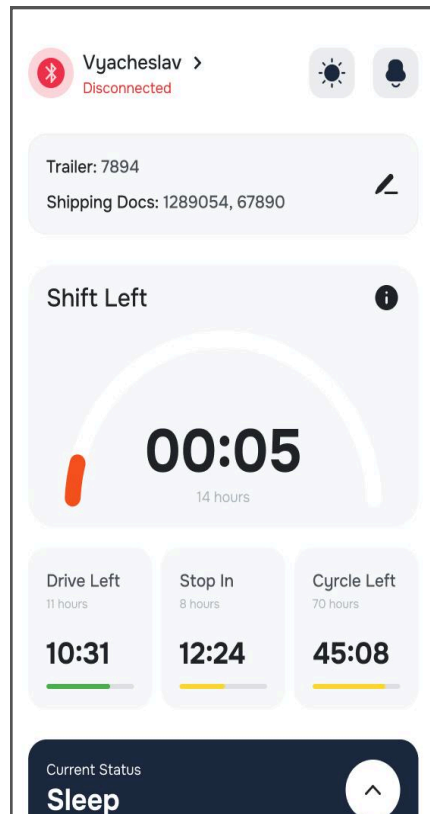 Vyacheslav
Disconnected
Trailer: 7894
Shipping Docs: 1289054, 67890
Shift Left
00:05
14 hours
Drive Left
11 hours
10:31
Stop In
8 hours
12:24
Cyrcle Left
70 hours
45:08
Current Status
Sleep